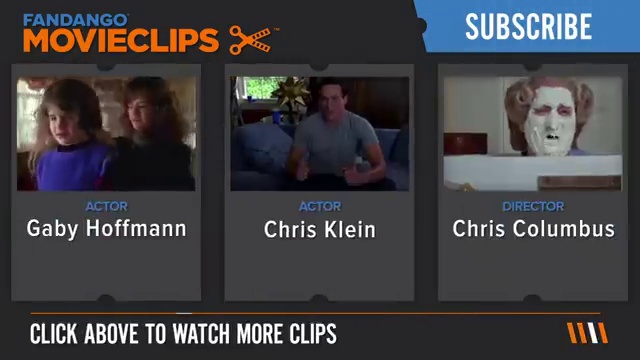 FANDANGO
MOVIECLIPS
SUBSCRIBE
ACTOR
Gaby Hoffmann
ACTOR
Chris Klein
DIRECTOR
Chris Columbus
CLICK ABOVE TO WATCH MORE CLIPS